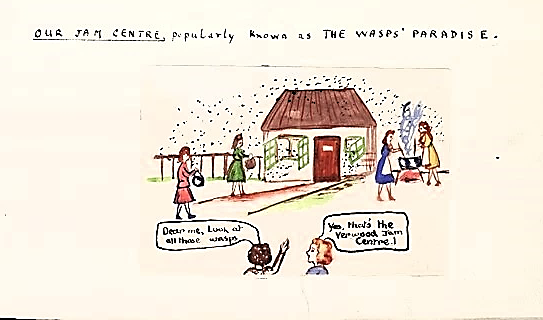 OUR JAM CENTRE, popularly known as THE WASPS' PARADISE.
Dear me, Look at
all those wasps
Yes, that's the
Verwood Jam
Centre!